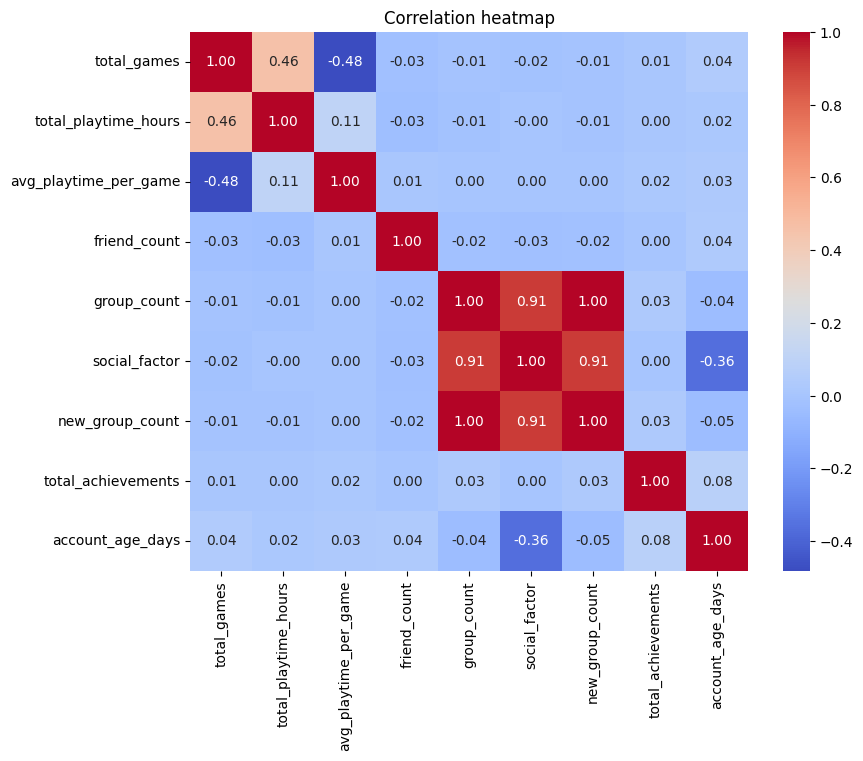 Correlation heatmap
total_games 1.00 0.46 -0.48 -0.03 -0.01 -0.02 -0.01 0.01 0.04
total_playtime_hours 0.46 1.00 0.11 -0.03 -0.01 -0.00 -0.01 0.00 0.02
avg_playtime_per_game -0.48 0.11 1.00 0.01 0.00 0.00 0.00 0.02 0.03
friend_count -0.03 -0.03 0.01 1.00 -0.02 -0.03 -0.02 0.00 0.04
group_count -0.01 -0.01 0.00 -0.02 1.00 0.91 1.00 0.03 -0.04
social_factor -0.02 -0.00 0.00 -0.03 0.91 1.00 0.91 0.00 -0.36
new_group_count -0.01 -0.01 0.00 -0.02 1.00 0.91 1.00 0.03 -0.05
total_achievements 0.01 0.00 0.02 0.00 0.03 0.00 0.03 1.00 0.08
account_age_days 0.04 0.02 0.03 0.04 -0.04 -0.36 -0.05 0.08 1.00
total_games
total_playtime_hours
avg_playtime_per_game
friend_count
group_count
social_factor
new_group_count
total_achievements
account_age_days
1.0
0.8
0.6
0.4
0.2
0.0
−0.2
−0.4